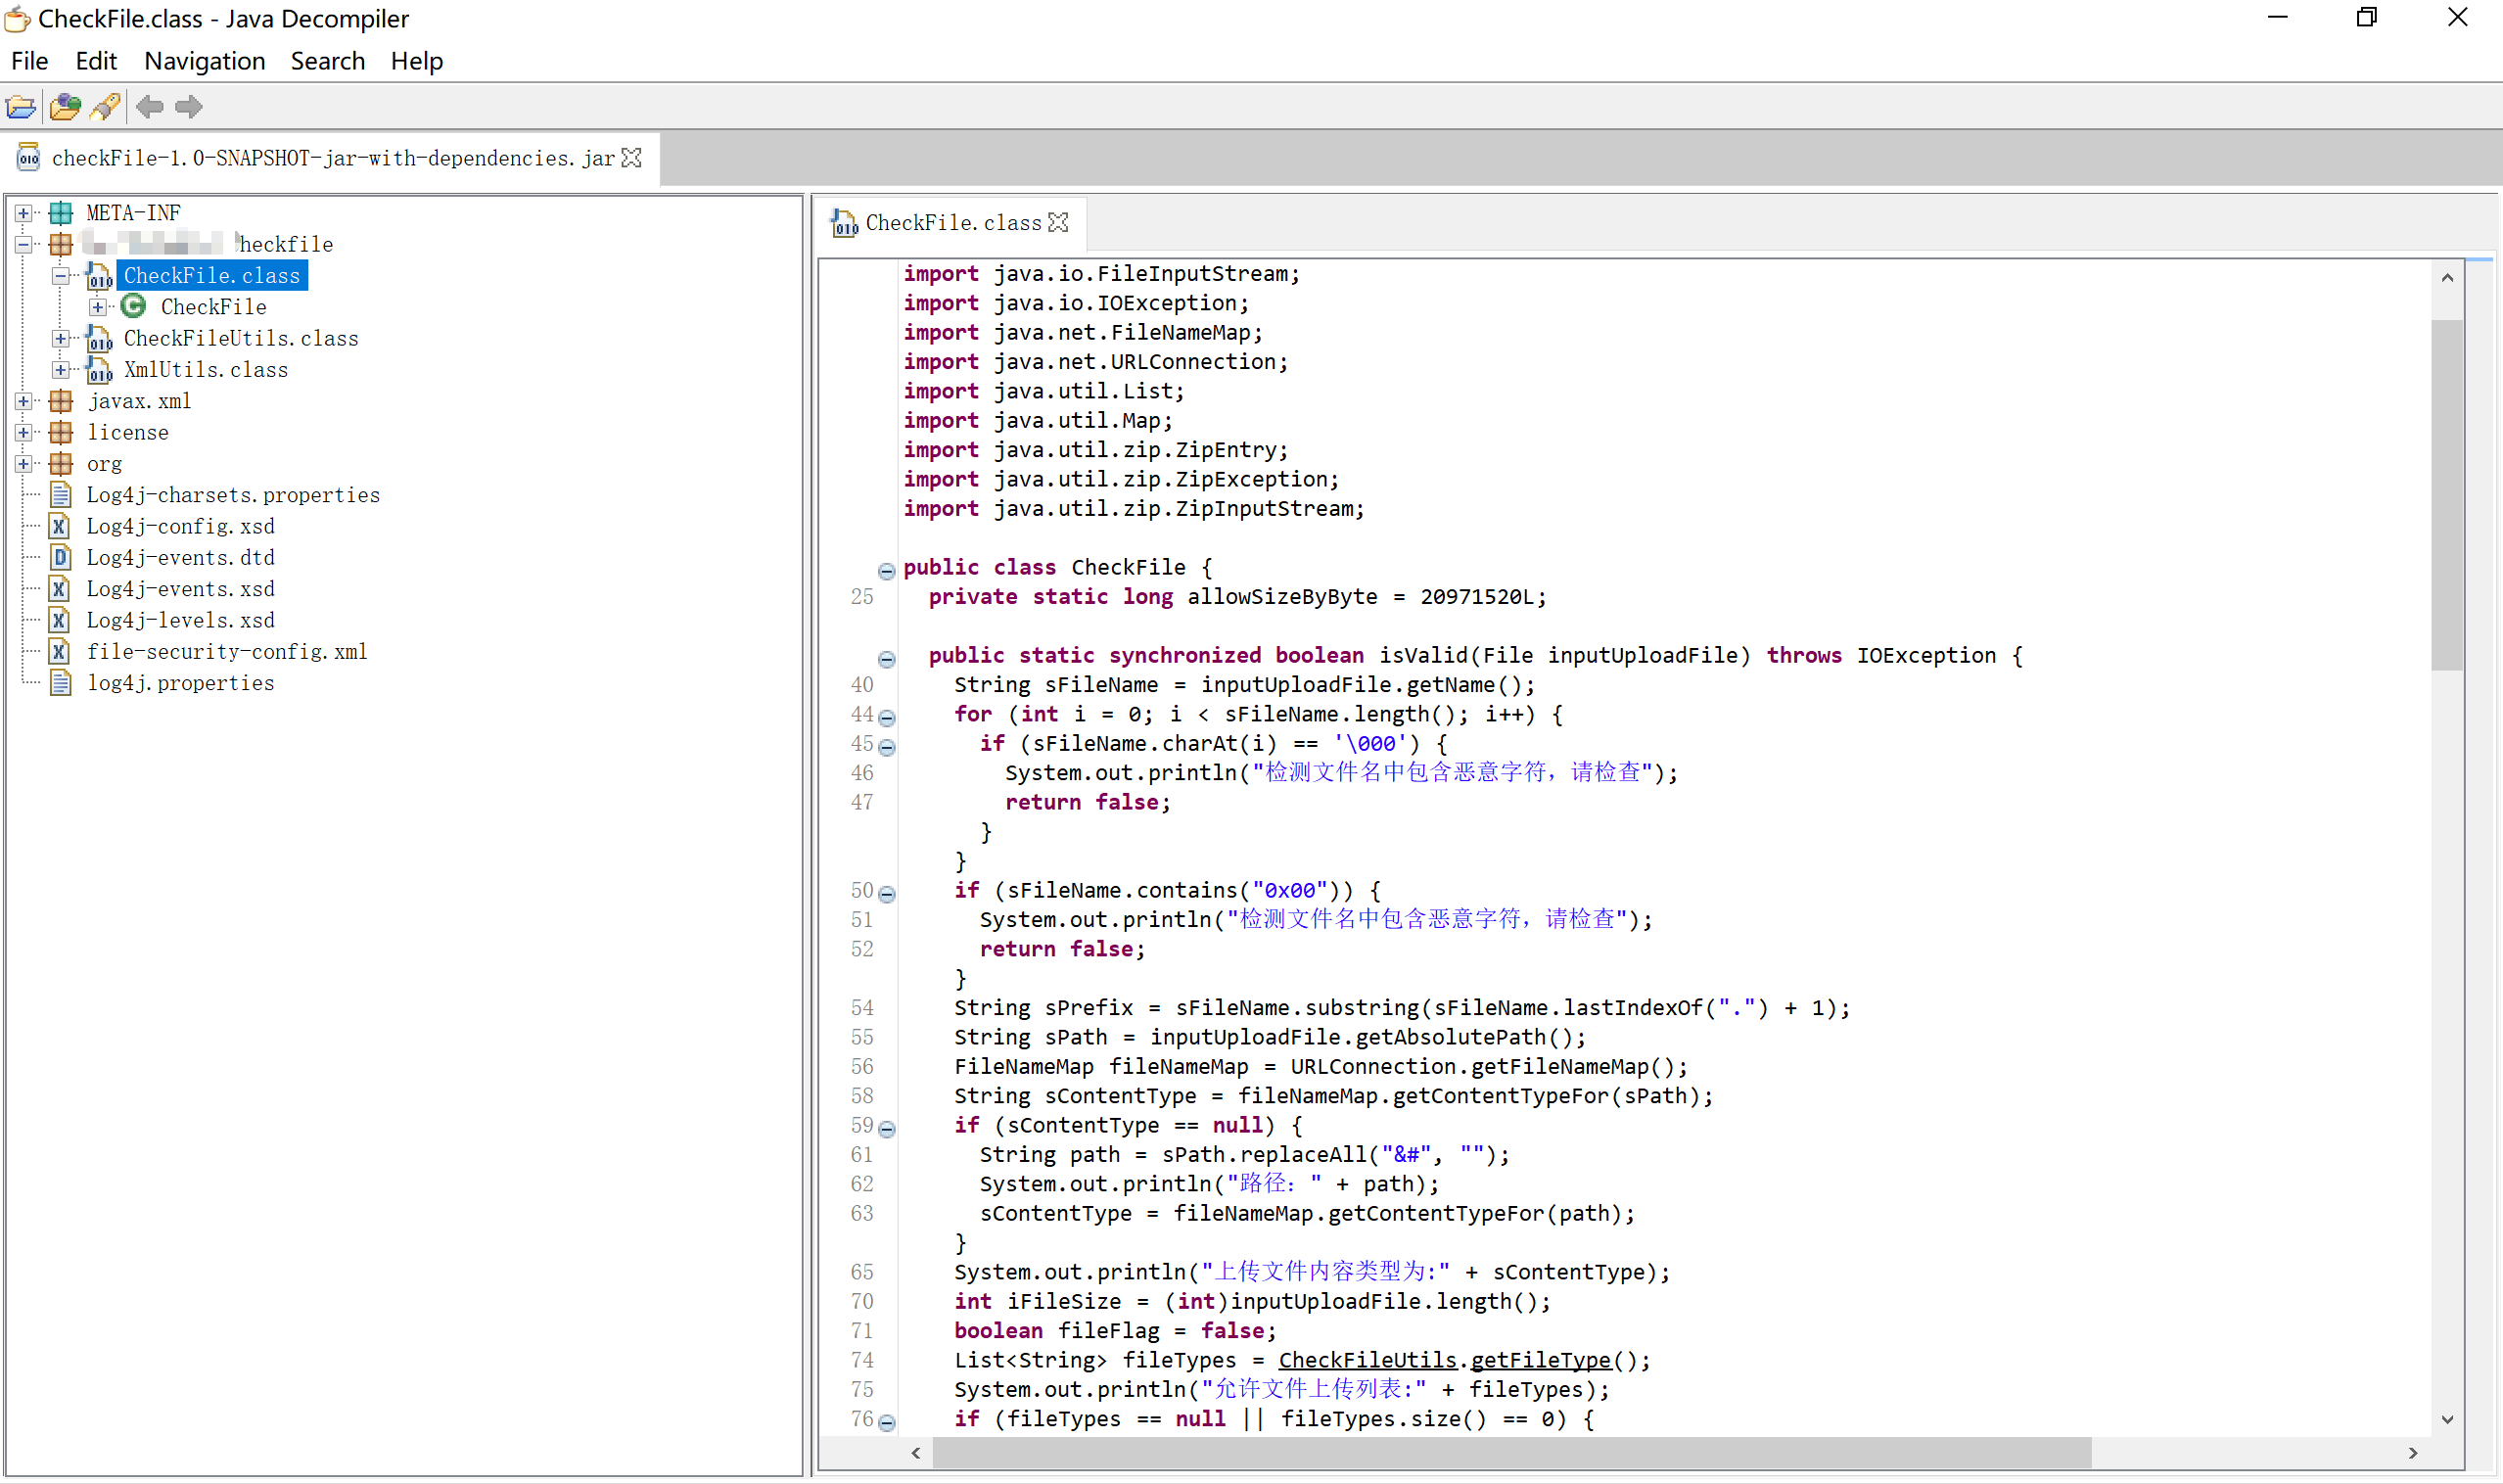 CheckFile.class - Java Decompiler
File Edit Navigation Search Help
checkFile-1.0-SNAPSHOT-jar-with-dependencies.jar
META-INF
heckfile
CheckFile.class
CheckFile
CheckFileUtils.class
XmlUtils.class
javax.xml
license
org
Log4j-charsets.properties
Log4j-config.xsd
Log4j-events.dtd
Log4j-events.xsd
Log4j-levels.xsd
file-security-config.xml
log4j.properties
CheckFile.class
import java.io.FileInputStream;
import java.io.IOException;
import java.net.FileNameMap;
import java.net.URLConnection;
import java.util.List;
import java.util.Map;
import java.util.zip.ZipEntry;
import java.util.zip.ZipException;
import java.util.zip.ZipInputStream;
public class CheckFile {
25 private static long allowSizeByByte = 20971520L;
public static synchronized boolean isValid(File inputUploadFile) throws IOException {
40 String sFileName = inputUploadFile.getName();
44 for (int i = 0; i < sFileName.length(); i++) {
45 if (sFileName.charAt(i) == '\000') {
46 System.out.println("检测文件名中包含恶意字符，请检查");
47 return false;
}
}
50 if (sFileName.contains("0x00")) {
51 System.out.println("检测文件名中包含恶意字符，请检查");
52 return false;
}
54 String sPrefix = sFileName.substring(sFileName.lastIndexOf(".") + 1);
55 String sPath = inputUploadFile.getAbsolutePath();
56 FileNameMap fileNameMap = URLConnection.getFileNameMap();
58 String sContentType = fileNameMap.getContentTypeFor(sPath);
59 if (sContentType == null) {
61 String path = sPath.replaceAll("&#", "");
62 System.out.println("路径：" + path);
63 sContentType = fileNameMap.getContentTypeFor(path);
}
65 System.out.println("上传文件内容类型为:" + sContentType);
70 int iFileSize = (int)inputUploadFile.length();
71 boolean fileFlag = false;
74 List<String> fileTypes = CheckFileUtils.getFileType();
75 System.out.println("允许文件上传列表:" + fileTypes);
76 if (fileTypes == null || fileTypes.size() == 0) {